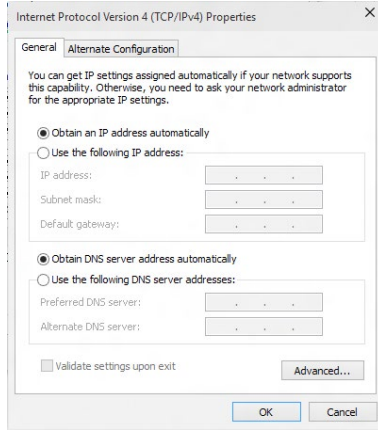 Internet Protocol Version 4 (TCP/IPv4) Properties
General
Alternate Configuration
You can get IP settings assigned automatically if your network supports
this capability. Otherwise, you need to ask your network administrator
for the appropriate IP settings.
Obtain an IP address automatically
Use the following IP address:
IP address:
Subnet mask:
Default gateway:
Obtain DNS server address automatically
Use the following DNS server addresses:
Preferred DNS server:
Alternate DNS server:
Validate settings upon exit
Advanced...
OK
Cancel